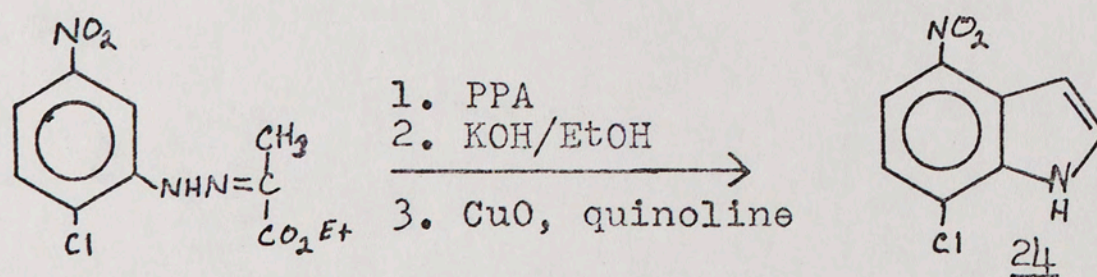 NO₂
CH₃
NHN=C
CO₂Et
Cl
1. PPA
2. KOH/EtOH
3. CuO, quinoline
NO₂
N
H
Cl
24